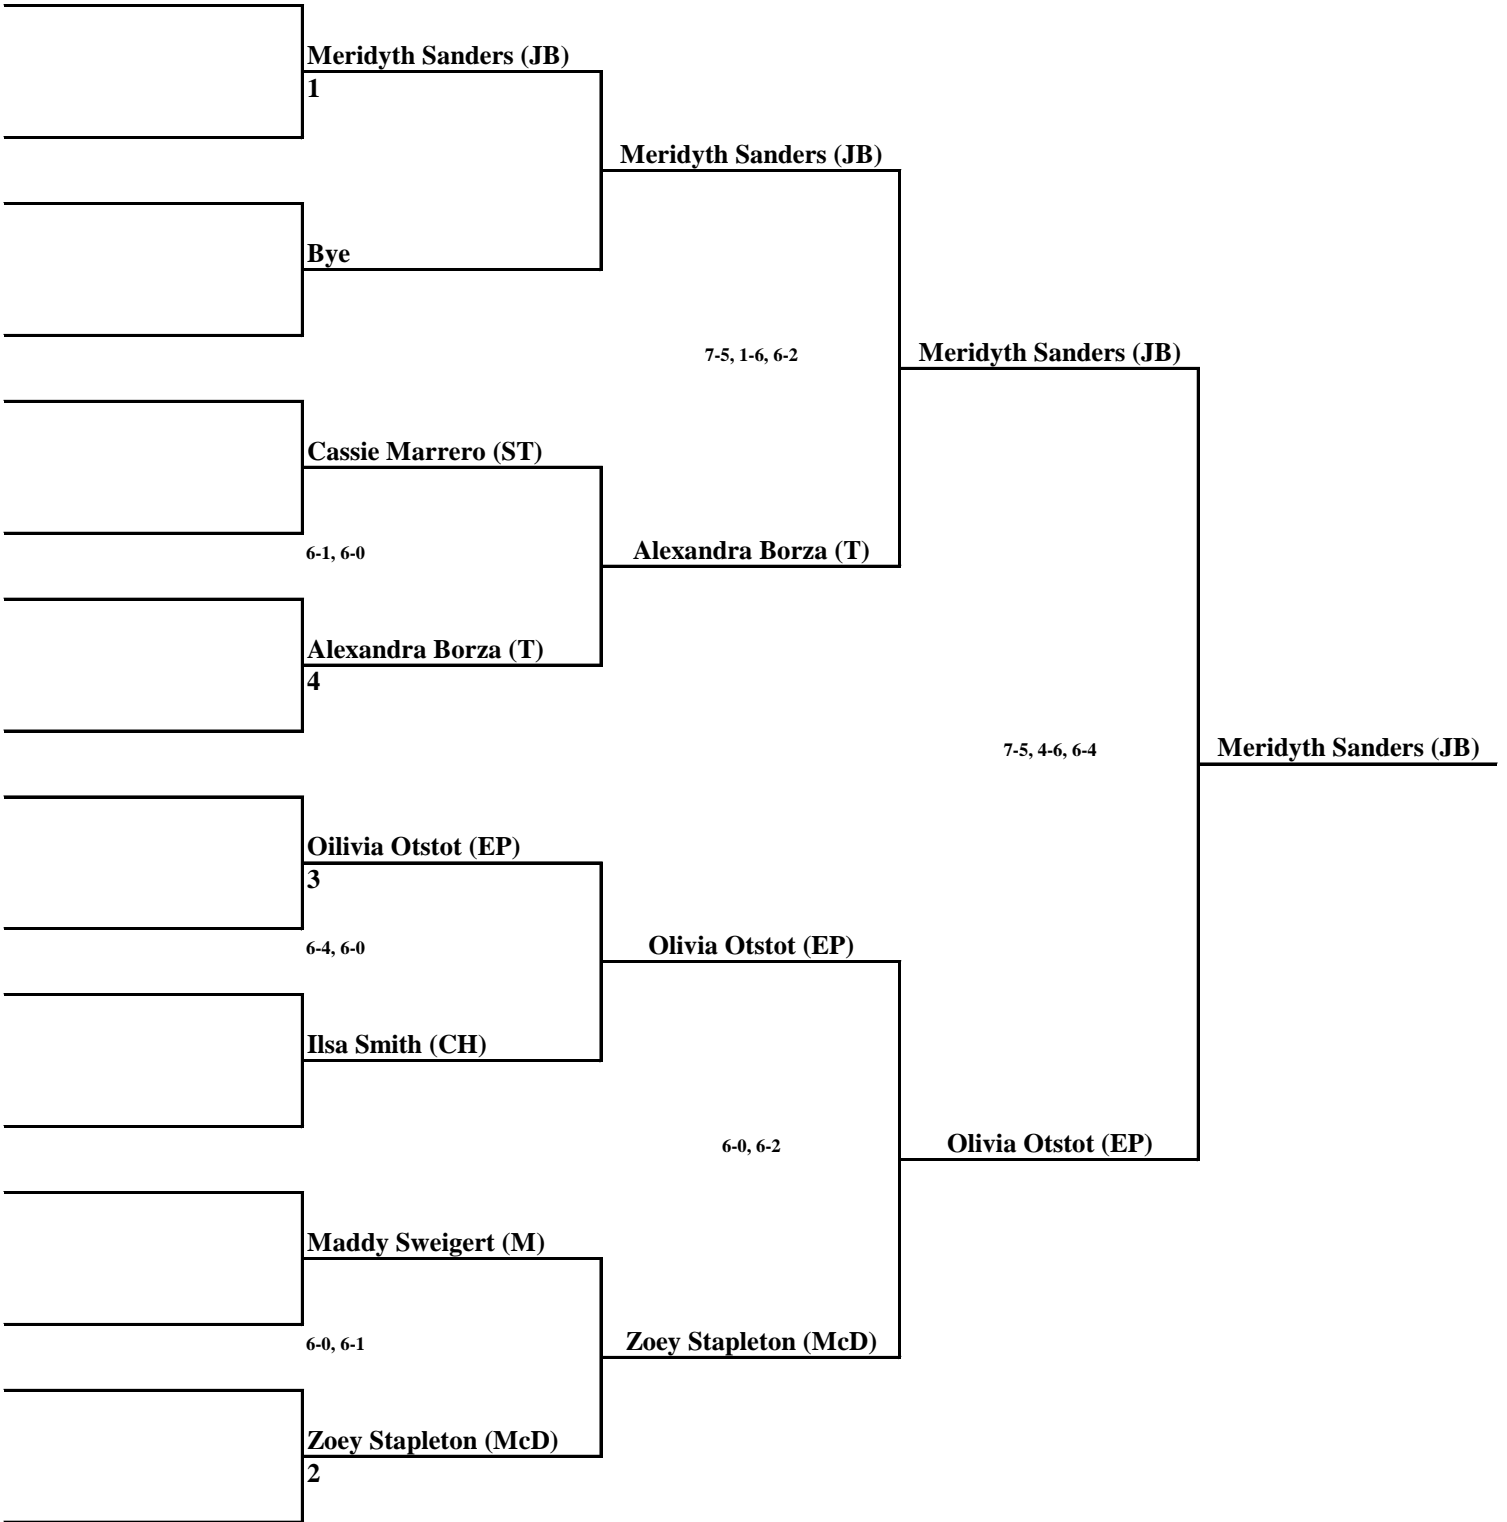 Meridyth Sanders (JB)
1
Meridyth Sanders (JB)
Bye
7-5, 1-6, 6-2
Meridyth Sanders (JB)
Cassie Marrero (ST)
6-1, 6-0
Alexandra Borza (T)
Alexandra Borza (T)
4
7-5, 4-6, 6-4
Meridyth Sanders (JB)
Oilivia Otstot (EP)
3
6-4, 6-0
Olivia Otstot (EP)
Ilsa Smith (CH)
6-0, 6-2
Olivia Otstot (EP)
Maddy Sweigert (M)
6-0, 6-1
Zoey Stapleton (McD)
Zoey Stapleton (McD)
2